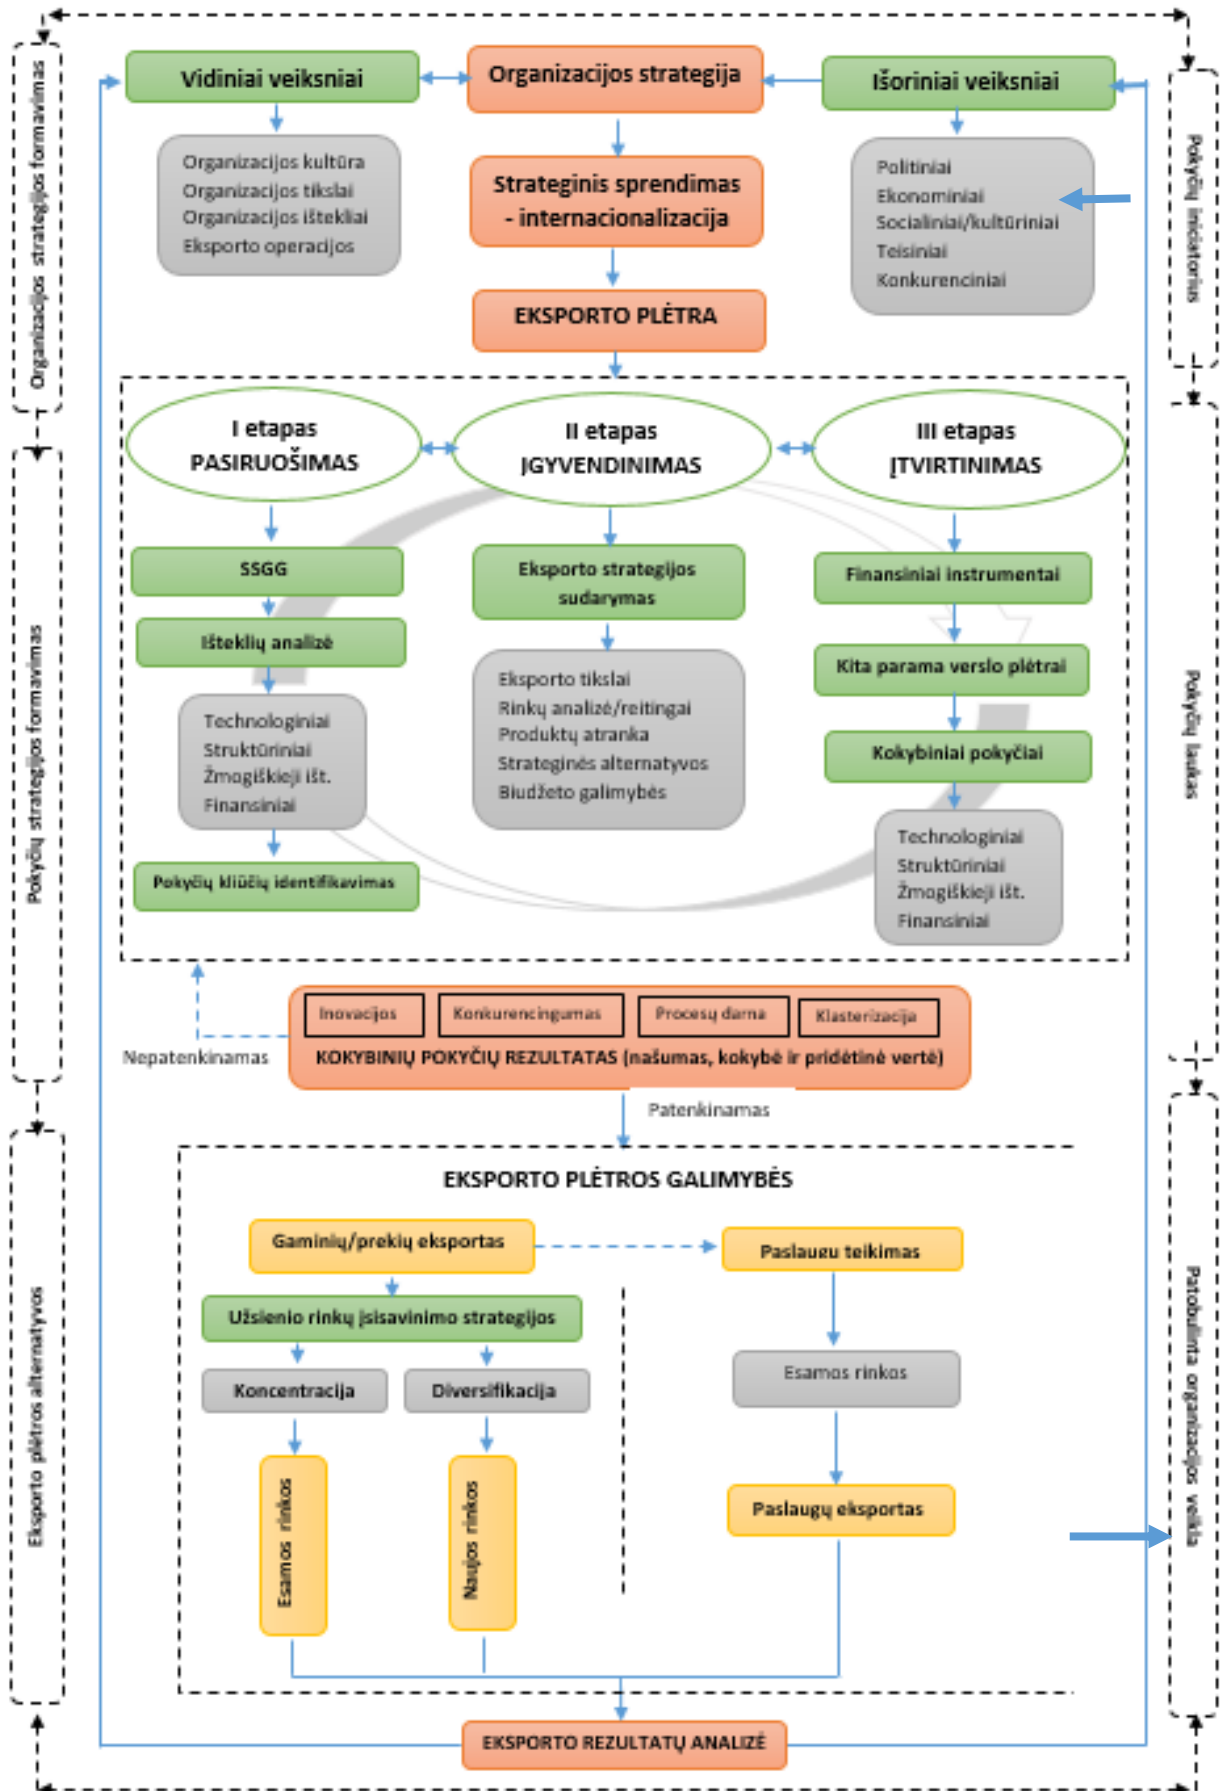 Organizacijos strategijos formavimas
Pokyčių strategijos formavimas
Eksporto plėtros alternatyvos
Vidiniai veiksniai
Organizacijos strategija
Išoriniai veiksniai
Organizacijos kultūra
Organizacijos tikslai
Organizacijos ištekliai
Eksporto operacijos
Strateginis sprendimas
- internacionalizacija
Politiniai
Ekonominiai
Socialiniai/kultūriniai
Teisiniai
Konkurenciniai
EKSPORTO PLĖTRA
I etapas
PASIRUOŠIMAS
II etapas
ĮGYVENDINIMAS
III etapas
ĮTVIRTINIMAS
SSGG
Išteklių analizė
Technologiniai
Struktūriniai
Žmogiškieji išt.
Finansiniai
Pokyčių kliūčių identifikavimas
Eksporto strategijos
sudarymas
Eksporto tikslai
Rinkų analizė/reitingai
Produktų atranka
Strateginės alternatyvos
Biudžeto galimybės
Finansiniai instrumentai
Kita parama verslo plėtrai
Kokybiniai pokyčiai
Technologiniai
Struktūriniai
Žmogiškieji išt.
Finansiniai
Inovacijos
Konkurencingumas
Procesų darna
Klasterizacija
KOKYBINIŲ POKYČIŲ REZULTATAS (našumas, kokybė ir pridėtinė vertė)
Nepatenkinamas
Patenkinamas
EKSPORTO PLĖTROS GALIMYBĖS
Gaminių/prekių eksportas
Paslaugu teikimas
Užsienio rinkų įsisavinimo strategijos
Koncentracija
Diversifikacija
Esamos rinkos
Esamos rinkos
Naujos rinkos
Paslaugų eksportas
EKSPORTO REZULTATŲ ANALIZĖ
Pokyčių iniciatorius
Pokyčių laukas
Patobulinta organizacijos veikla